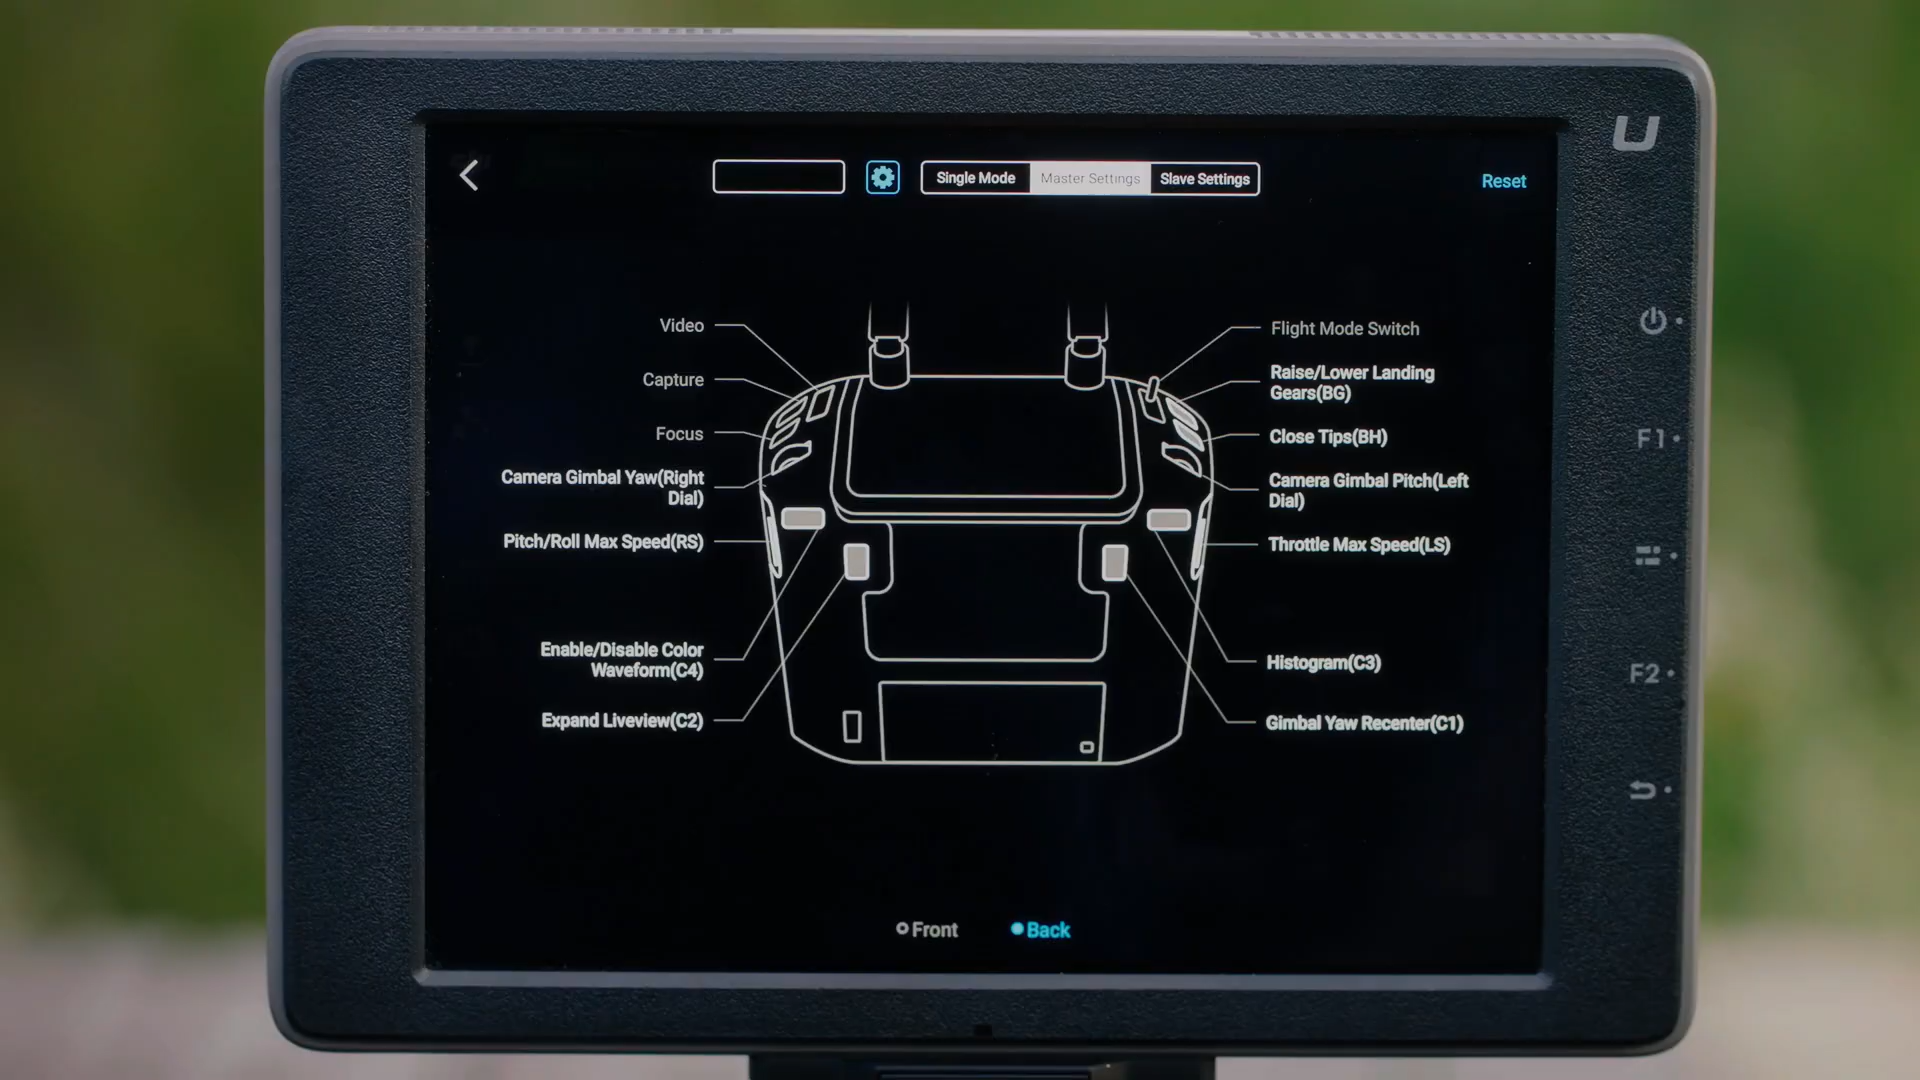 Single Mode Master Settings Slave Settings
Reset
Video
Capture
Focus
Camera Gimbal Yaw(Right
Dial)
Pitch/Roll Max Speed(RS)
Enable/Disable Color
Waveform(C4)
Expand Liveview(C2)
Flight Mode Switch
Raise/Lower Landing
Gears(BG)
Close Tips(BH)
Camera Gimbal Pitch(Left
Dial)
Throttle Max Speed(LS)
Histogram(C3)
Gimbal Yaw Recenter(C1)
Front Back
U
F1
F2